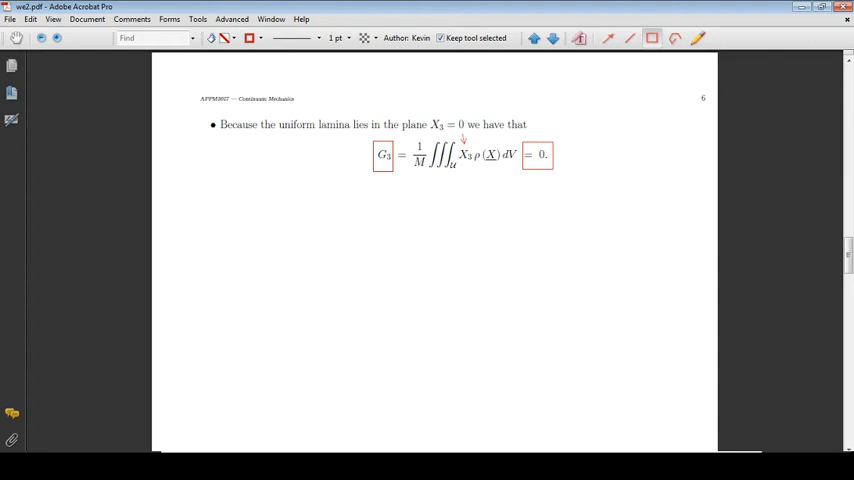 we2.pdf - Adobe Acrobat Pro
File Edit View Document Comments Forms Tools Advanced Window Help
Find 1 pt Author: Kevin Keep tool selected
APPM3017 — Continuum Mechanics 6
• Because the uniform lamina lies in the plane X₃ = 0 we have that
G₃ = 1/M ∭_𝒰 X₃ ρ (X) dV = 0.